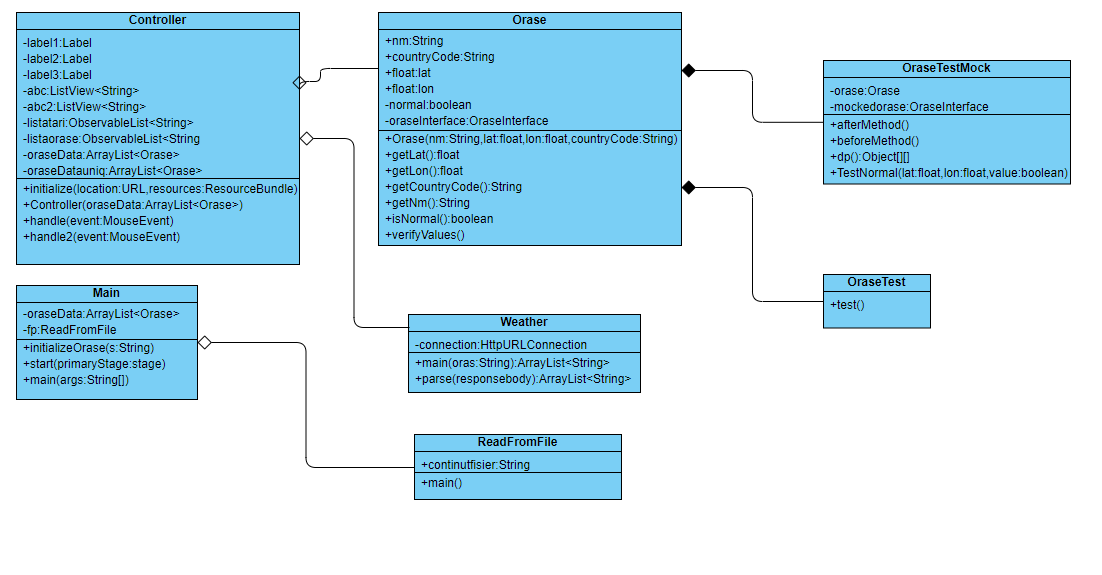 Controller
-label1:Label
-label2:Label
-label3:Label
-abc:ListView<String>
-abc2:ListView<String>
-listatari:ObservableList<String>
-listaorase:ObservableList<String
-oraseData:ArrayList<Orase>
-oraseDatauniq:ArrayList<Orase>
+initialize(location:URL,resources:ResourceBundle)
+Controller(oraseData:ArrayList<Orase>)
+handle(event:MouseEvent)
+handle2(event:MouseEvent)
Orase
+nm:String
+countryCode:String
+float:lat
+float:lon
-normal:boolean
-oraseInterface:OraseInterface
+Orase(nm:String,lat:float,lon:float,countryCode:String)
+getLat():float
+getLon():float
+getCountryCode():String
+getNm():String
+isNormal():boolean
+verifyValues()
OraseTestMock
-orase:Orase
-mockedorase:OraseInterface
+afterMethod()
+beforeMethod()
+dp():Object[][]
+TestNormal(lat:float,lon:float,value:boolean)
OraseTest
+test()
Main
-oraseData:ArrayList<Orase>
-fp:ReadFromFile
+initializeOrase(s:String)
+start(primaryStage:stage)
+main(args:String[])
Weather
-connection:HttpURLConnection
+main(oras:String):ArrayList<String>
+parse(responsebody):ArrayList<String>
ReadFromFile
+continutfisier:String
+main()